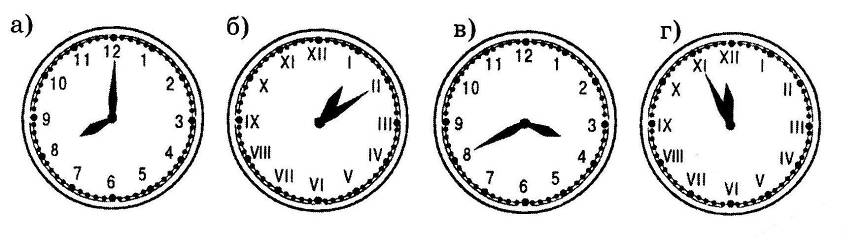 а)
11 12 1
10 2
9 3
8 4
7 5
6
б)
XI XII I
X II
IX III
VIII IV
VII V
VI
в)
11 12 1
10 2
9 3
8 4
7 5
6
г)
XI XII I
X II
IX III
VIII IV
VII V
VI